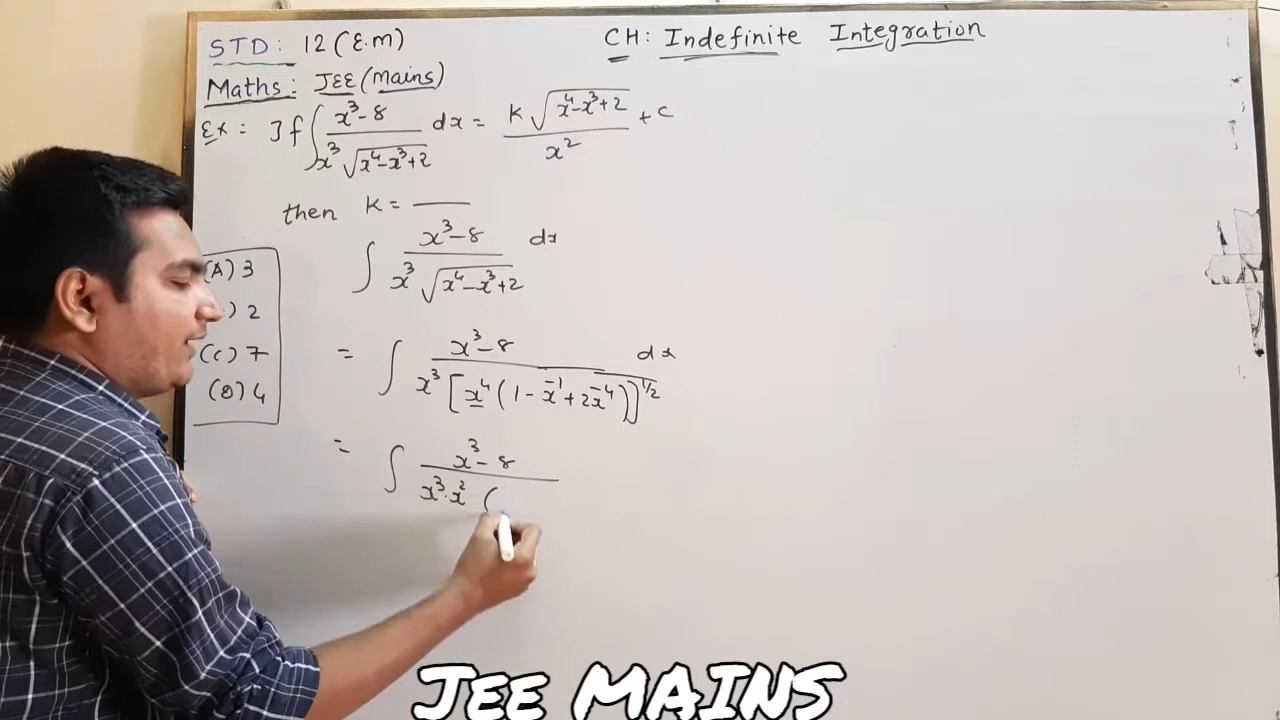 STD: 12 (E.M)
CH: Indefinite Integration
Maths: JEE (Mains)
Ex: If ∫ x³-8 / x³ √(x⁴-x³+2) dx = K √(x⁴-x³+2) / x² + C
then K = ___
∫ x³-8 / x³ √(x⁴-x³+2) dx
(A) 3
) 2
(C) 7
(D) 4
= ∫ x³-8 / x³ [x⁴ (1 - x⁻¹ + 2x⁻⁴)]^1/2 dx
= ∫ x³-8 / x³·x² (
JEE MAINS